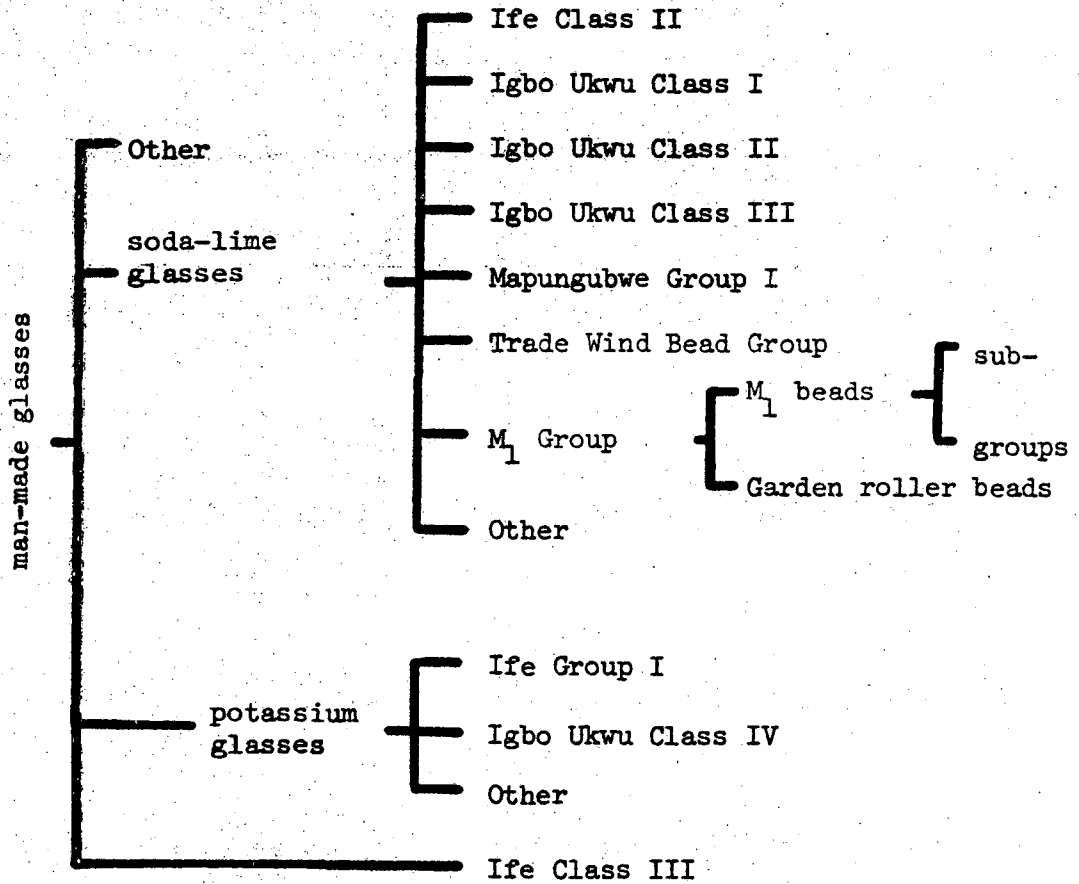 man-made glasses
Other
soda-lime
glasses
Ife Class II
Igbo Ukwu Class I
Igbo Ukwu Class II
Igbo Ukwu Class III
Mapungubwe Group I
Trade Wind Bead Group
M1 Group
M1 beads
sub-
groups
Garden roller beads
Other
potassium
glasses
Ife Group I
Igbo Ukwu Class IV
Other
Ife Class III